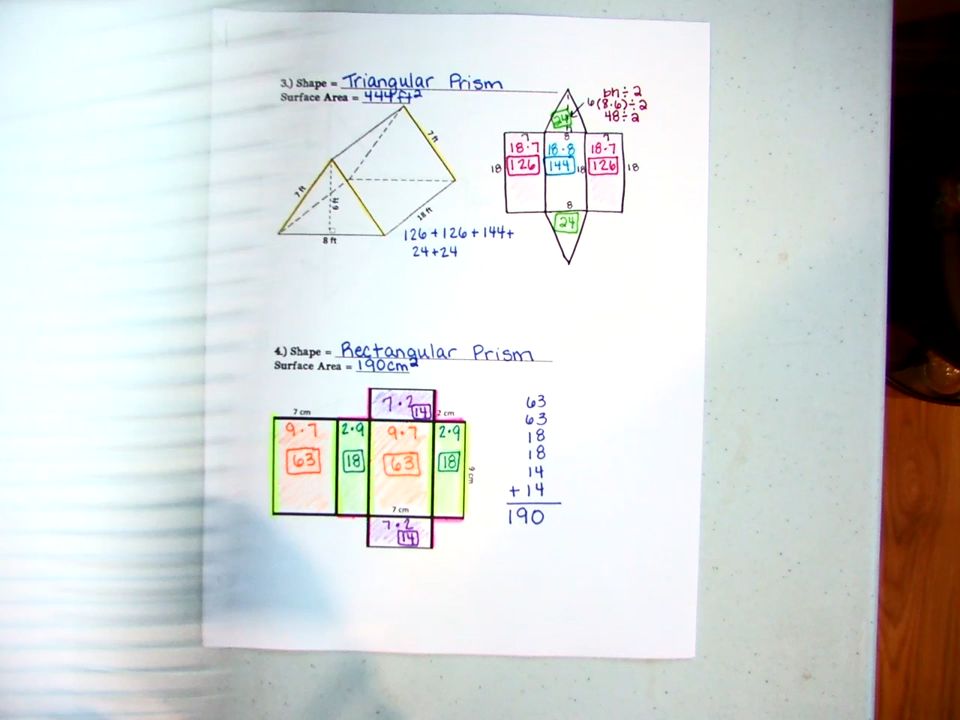 3.) Shape = Triangular Prism
Surface Area = 444 ft²
7 ft
7 ft
6 ft
18 ft
8 ft
126 + 126 + 144 +
24 + 24
bh ÷ 2
(8·6) ÷ 2
48 ÷ 2
6
24
7
8
7
18·7
18·8
18·7
18
126
144
18
126
18
8
24
4.) Shape = Rectangular Prism
Surface Area = 190cm²
7·2
14
7 cm
2 cm
9·7
2·9
9·7
2·9
63
18
63
18
9 cm
7 cm
7·2
14
63
63
18
18
14
+ 14
190